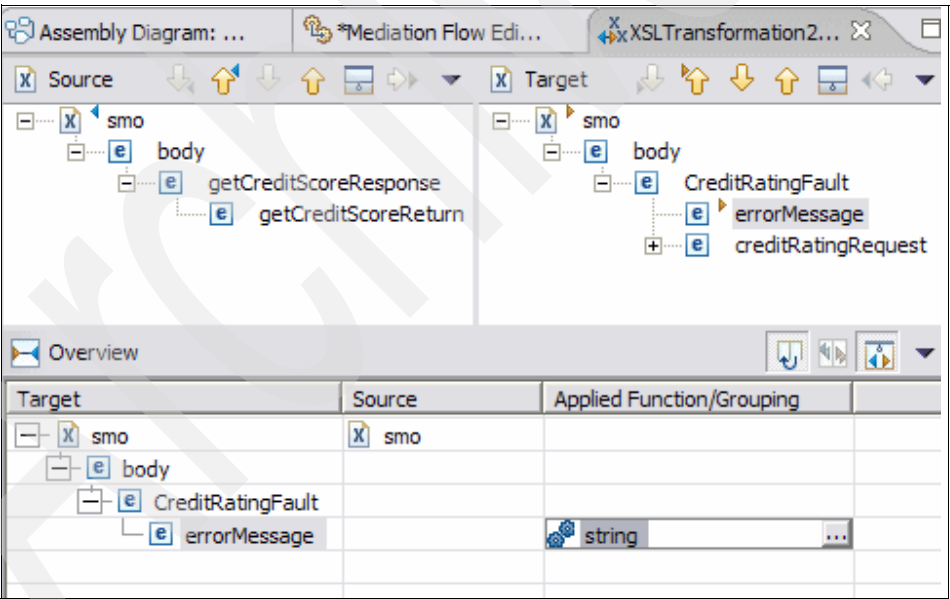 Assembly Diagram: ... *Mediation Flow Edi... XSLTransformation2...
Source Target
smo smo
body body
getCreditScoreResponse CreditRatingFault
getCreditScoreReturn errorMessage
creditRatingRequest
Overview
Target Source Applied Function/Grouping
smo smo
body
CreditRatingFault
errorMessage string ...